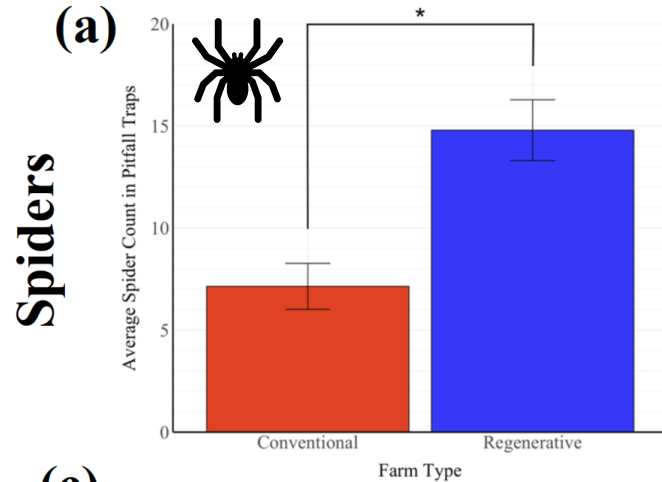 (a)
Spiders
Average Spider Count in Pitfall Traps
20
15
10
5
0
*
Conventional
Regenerative
Farm Type